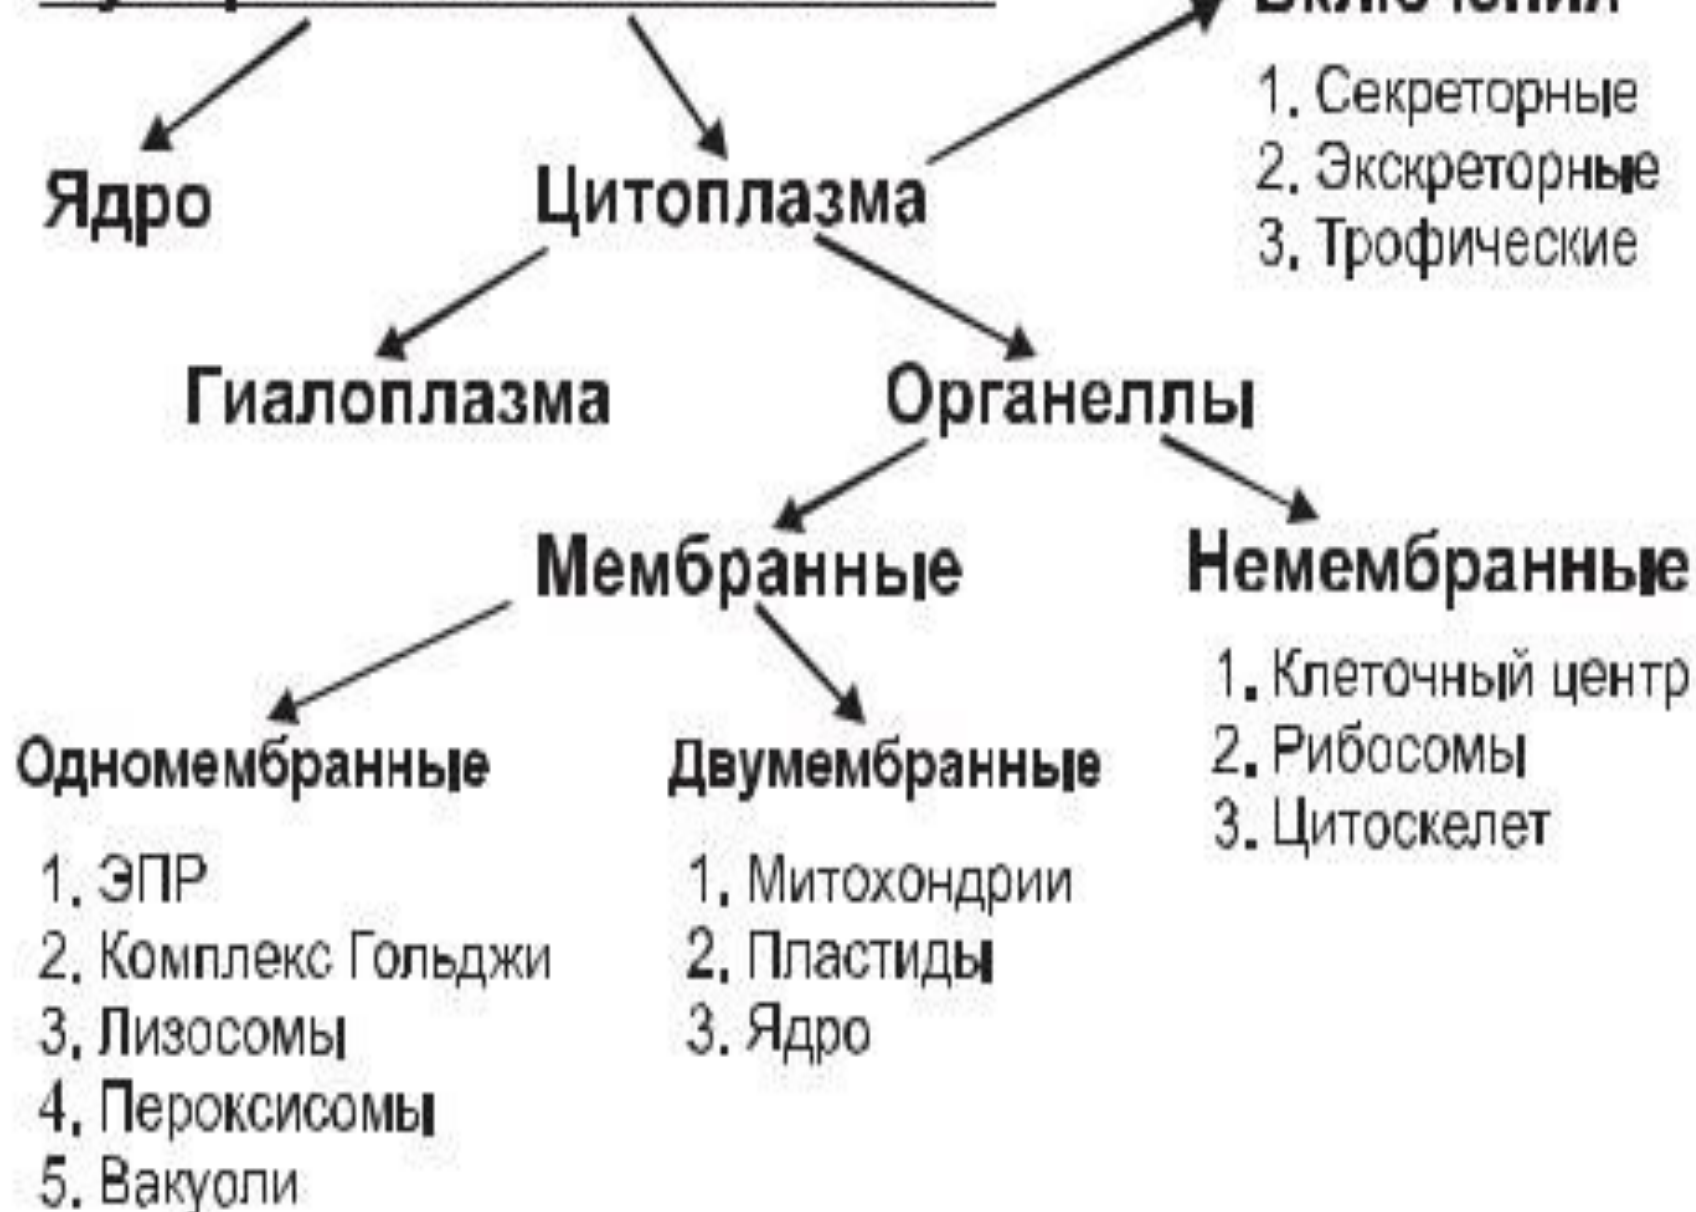 Включения
1. Секреторные
2. Экскреторные
3. Трофические
Ядро
Цитоплазма
Гиалоплазма
Органеллы
Мембранные
Немембранные
1. Клеточный центр
2. Рибосомы
3. Цитоскелет
Одномембранные
1. ЭПР
2. Комплекс Гольджи
3. Лизосомы
4. Пероксисомы
5. Вакуоли
Двумембранные
1. Митохондрии
2. Пластиды
3. Ядро